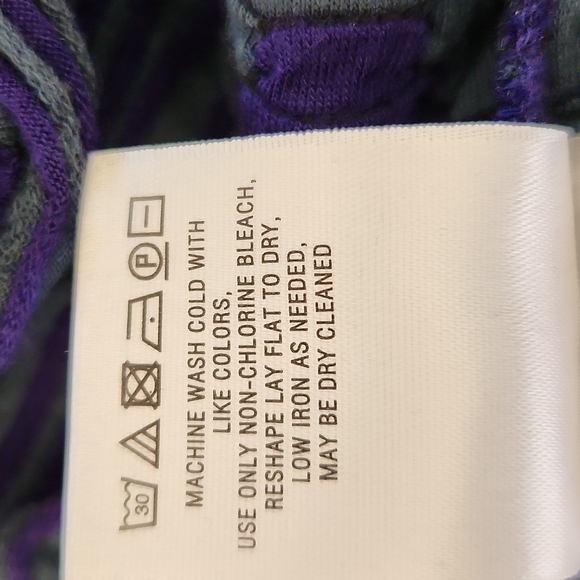 30 P
MACHINE WASH COLD WITH
LIKE COLORS,
USE ONLY NON-CHLORINE BLEACH,
RESHAPE LAY FLAT TO DRY,
LOW IRON AS NEEDED,
MAY BE DRY CLEANED